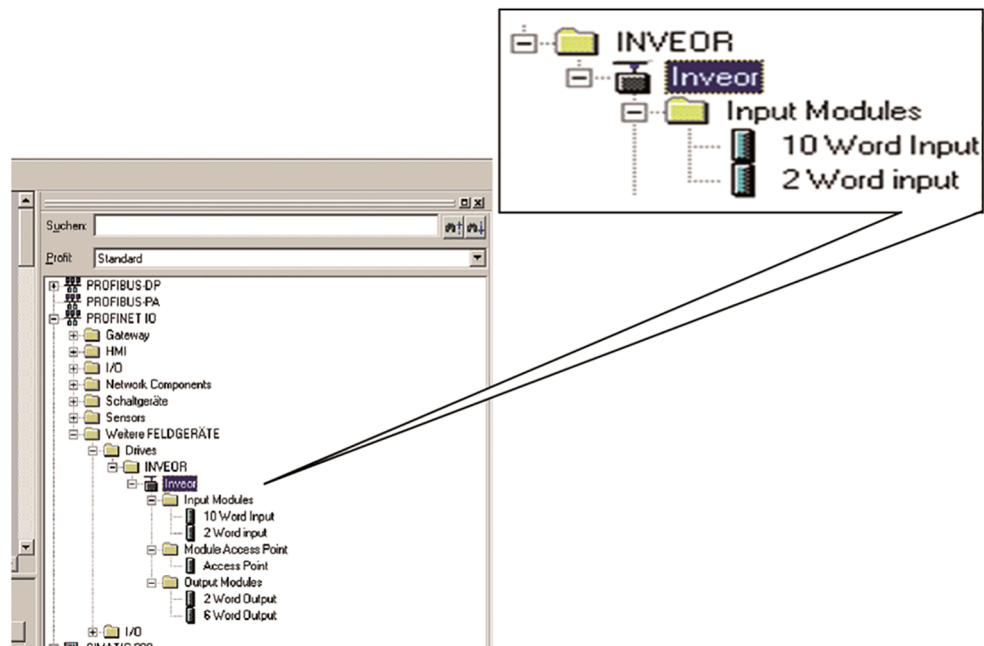 INVEOR
Inveor
Input Modules
10 Word Input
2 Word input
Suchen:
Profil: Standard
PROFIBUS-DP
PROFIBUS-PA
PROFINET IO
Gateway
HMI
I/O
Network Components
Schaltgeräte
Sensors
Weitere FELDGERÄTE
Drives
INVEOR
Inveor
Input Modules
10 Word Input
2 Word input
Module Access Point
Access Point
Output Modules
2 Word Output
6 Word Output
I/O